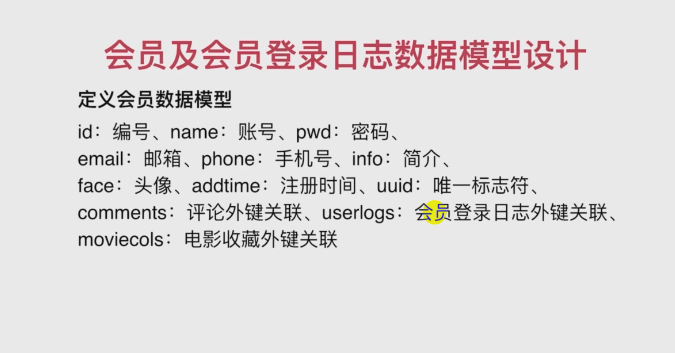 会员及会员登录日志数据模型设计
定义会员数据模型
id：编号、name：账号、pwd：密码、
email：邮箱、phone：手机号、info：简介、
face：头像、addtime：注册时间、uuid：唯一标志符、
comments：评论外键关联、userlogs：会员登录日志外键关联、
moviecols：电影收藏外键关联